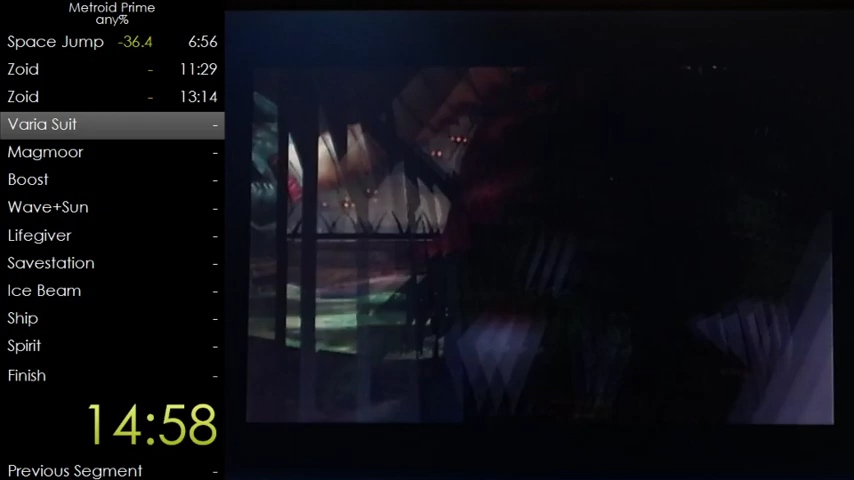 Metroid Prime
any%
Space Jump -36.4 6:56
Zoid - 11:29
Zoid - 13:14
Varia Suit -
Magmoor -
Boost -
Wave+Sun -
Lifegiver -
Savestation -
Ice Beam -
Ship -
Spirit -
Finish -
14:58
Previous Segment -